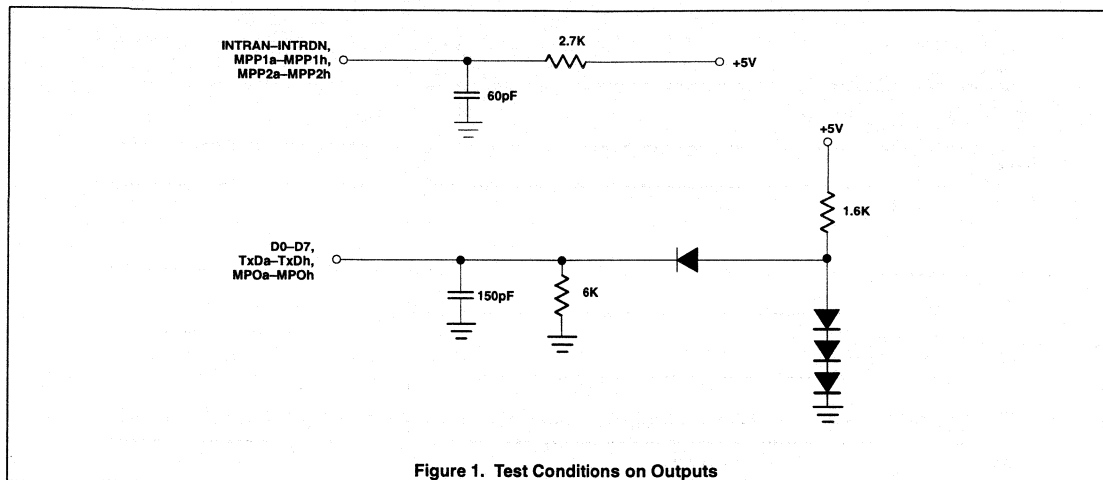 INTRAN–INTRDN,
MPP1a–MPP1h,
MPP2a–MPP2h
2.7K
+5V
60pF
+5V
1.6K
D0–D7,
TxDa–TxDh,
MPOa–MPOh
150pF
6K
Figure 1. Test Conditions on Outputs